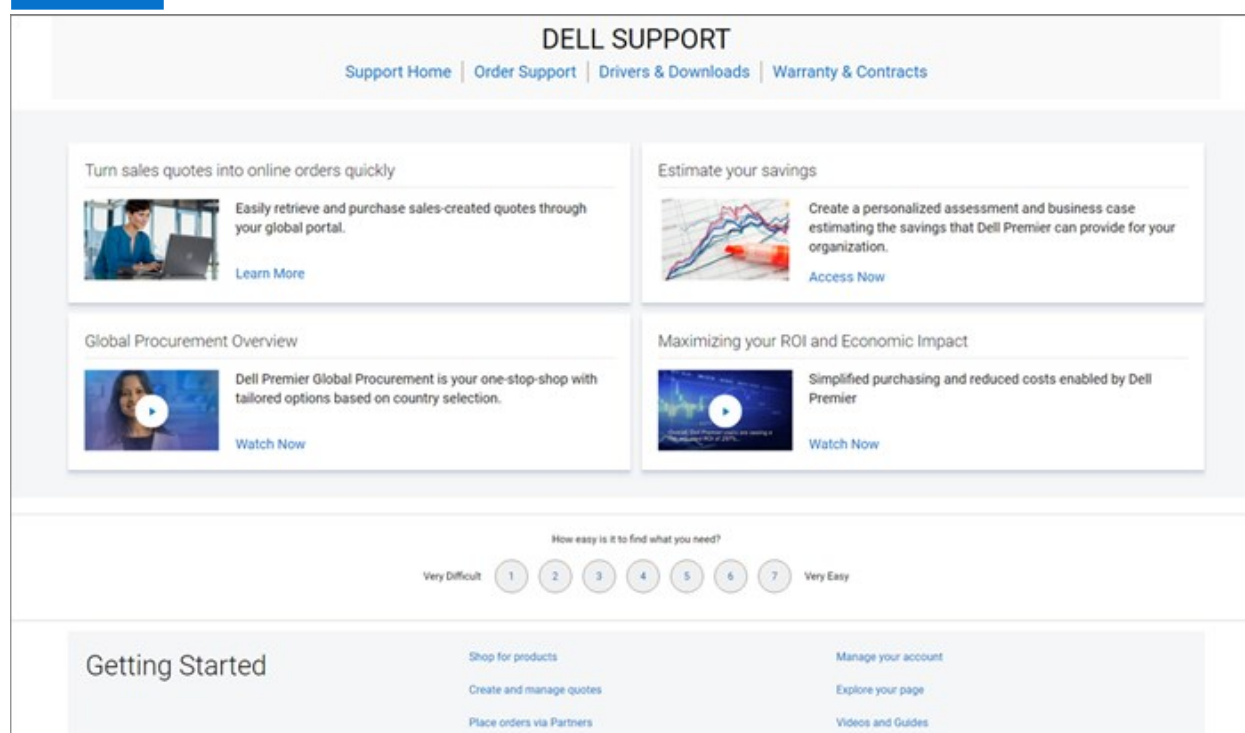 DELL SUPPORT
Support Home | Order Support | Drivers & Downloads | Warranty & Contracts
Turn sales quotes into online orders quickly
Easily retrieve and purchase sales-created quotes through
your global portal.
Learn More
Estimate your savings
Create a personalized assessment and business case
estimating the savings that Dell Premier can provide for your
organization.
Access Now
Global Procurement Overview
Dell Premier Global Procurement is your one-stop-shop with
tailored options based on country selection.
Watch Now
Maximizing your ROI and Economic Impact
Simplified purchasing and reduced costs enabled by Dell
Premier
Watch Now
How easy is it to find what you need?
Very Difficult 1 2 3 4 5 6 7 Very Easy
Getting Started
Shop for products
Create and manage quotes
Place orders via Partners
Manage your account
Explore your page
Videos and Guides